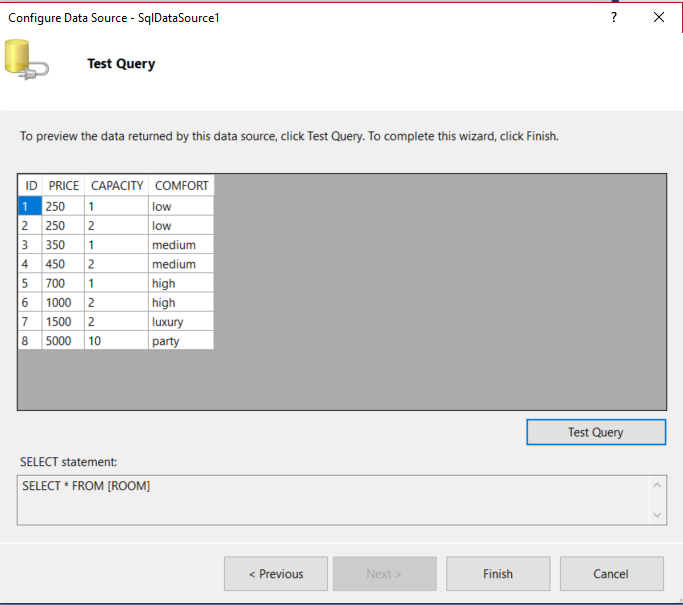 Configure Data Source - SqlDataSource1 ?
Test Query
To preview the data returned by this data source, click Test Query. To complete this wizard, click Finish.
ID PRICE CAPACITY COMFORT
1 250 1 low
2 250 2 low
3 350 1 medium
4 450 2 medium
5 700 1 high
6 1000 2 high
7 1500 2 luxury
8 5000 10 party
Test Query
SELECT statement:
SELECT * FROM [ROOM]
< Previous Next > Finish Cancel